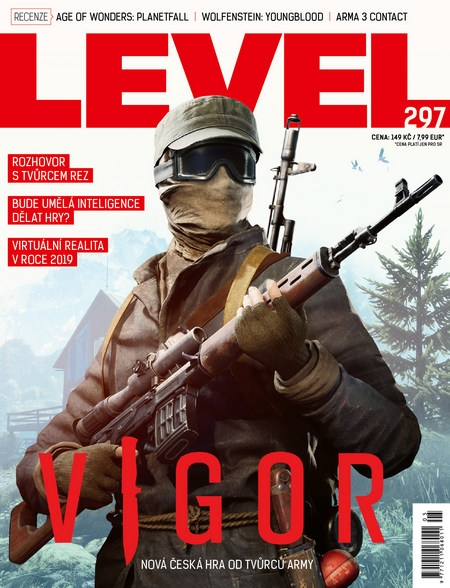 RECENZE AGE OF WONDERS: PLANETFALL | WOLFENSTEIN: YOUNGBLOOD | ARMA 3 CONTACT
LEVEL
297
CENA: 149 KČ / 7,99 EUR*
*CENA PLATÍ JEN PRO SR
ROZHOVOR
S TVŮRCEM REZ
BUDE UMĚLÁ INTELIGENCE
DĚLAT HRY?
VIRTUÁLNÍ REALITA
V ROCE 2019
VIGOR
NOVÁ ČESKÁ HRA OD TVŮRCŮ ARMY